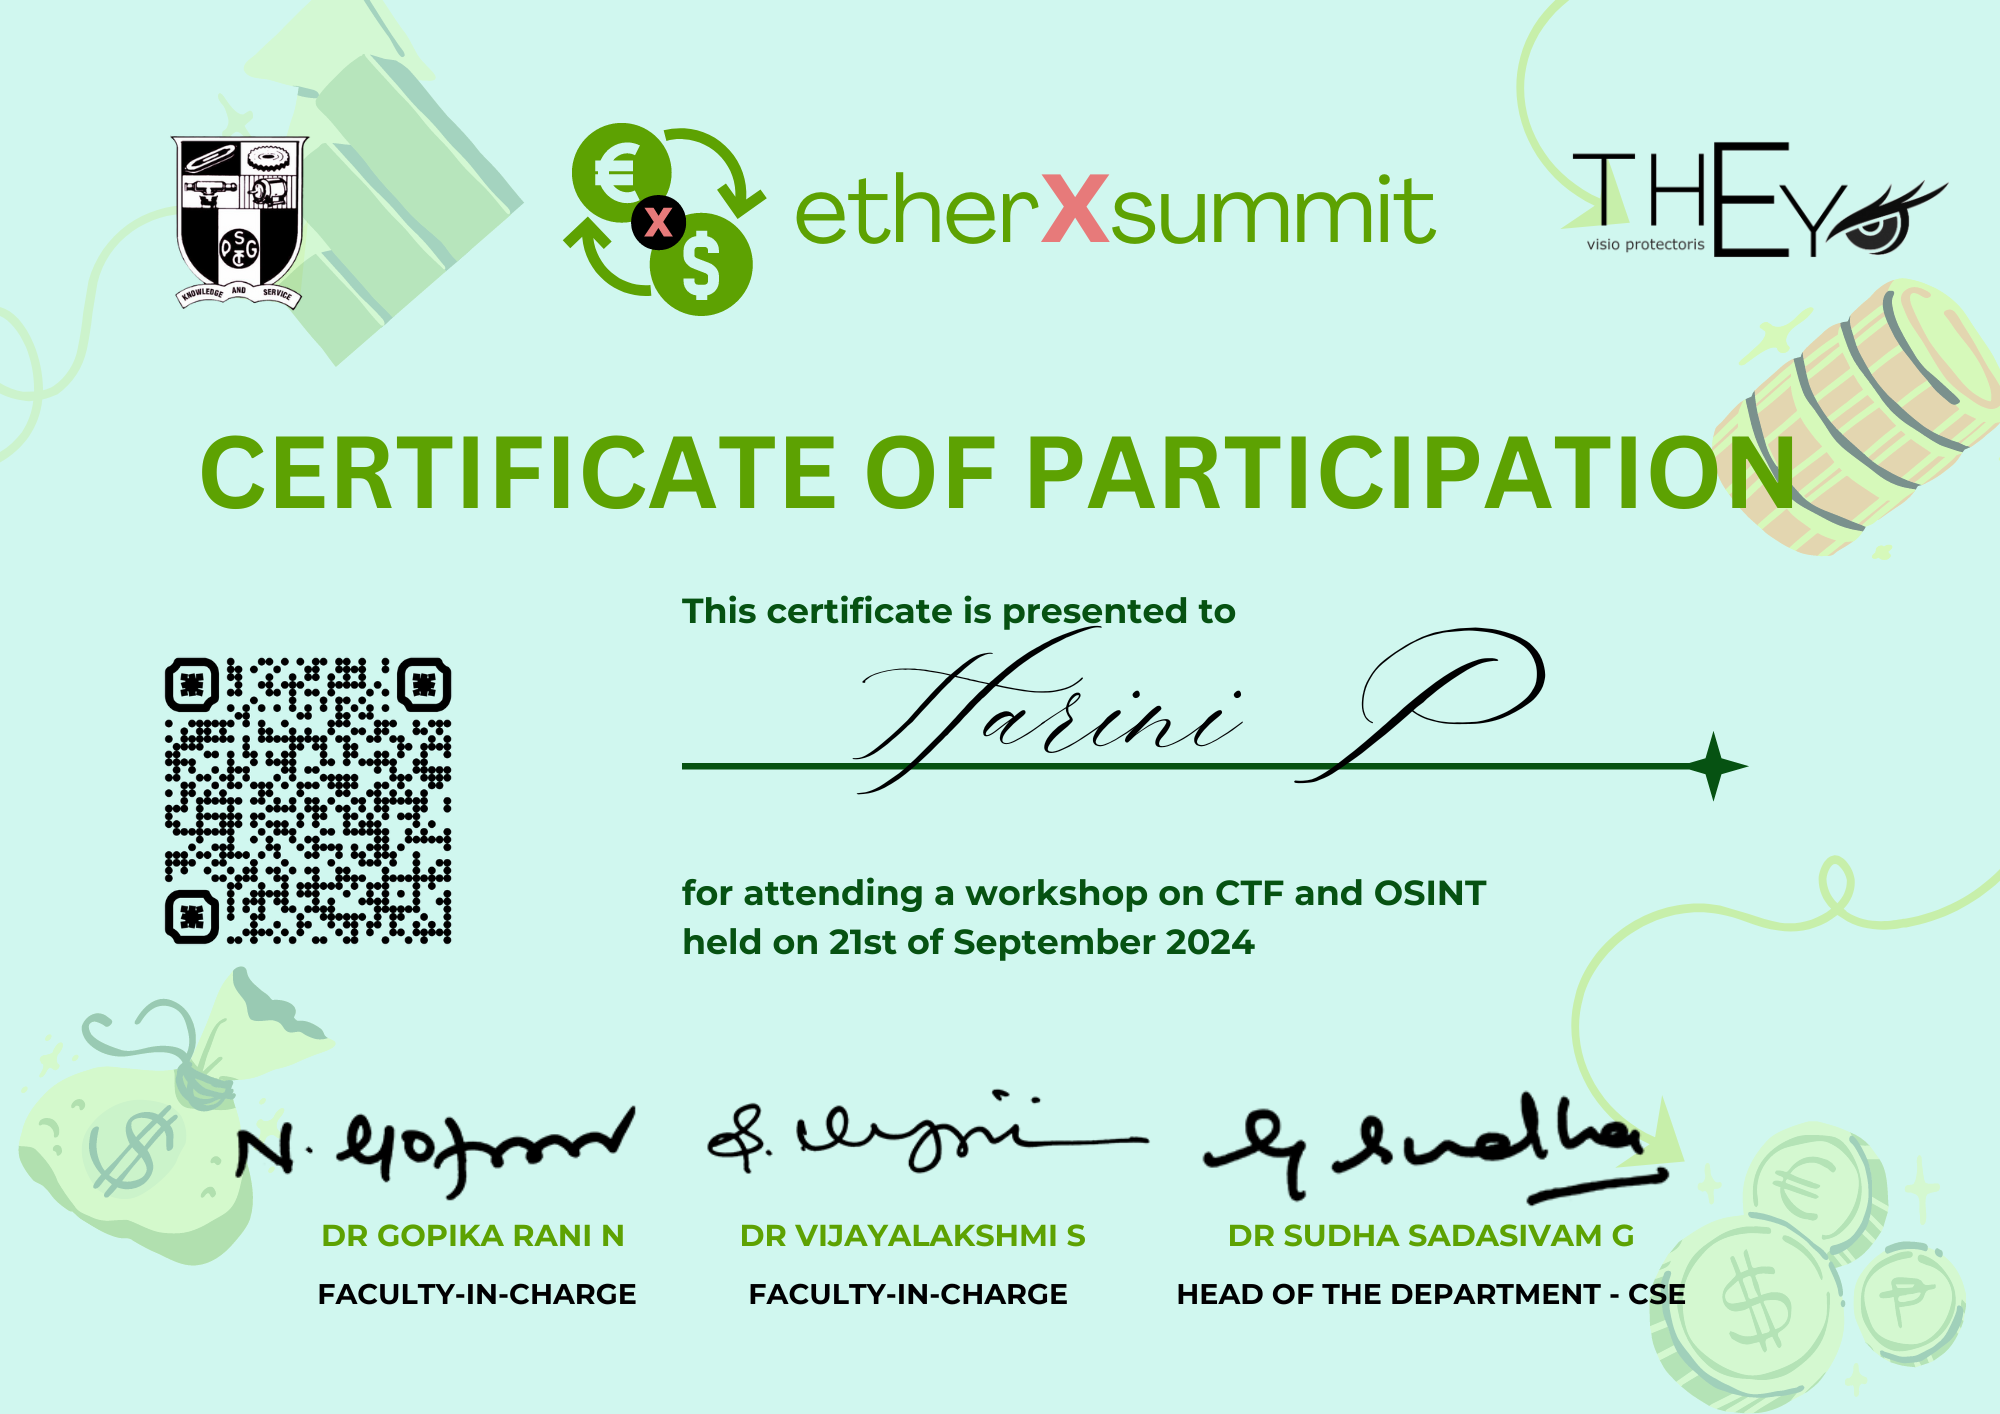 KNOWLEDGE AND SERVICE
PSG
CT
€
X
$
etherXsummit
THEY
visio protectoris
CERTIFICATE OF PARTICIPATION
This certificate is presented to
Harini P
for attending a workshop on CTF and OSINT
held on 21st of September 2024
N. Gopika
S. Vijayalakshmi
G Sudha
DR GOPIKA RANI N
DR VIJAYALAKSHMI S
DR SUDHA SADASIVAM G
FACULTY-IN-CHARGE
FACULTY-IN-CHARGE
HEAD OF THE DEPARTMENT - CSE